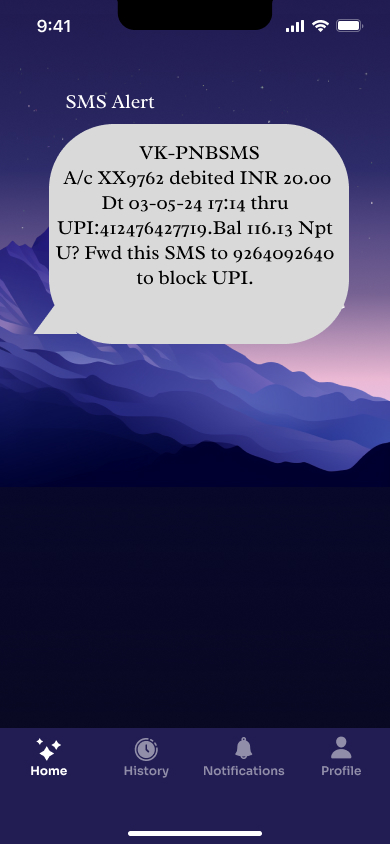 9:41
SMS Alert
VK-PNBSMS
A/c XX9762 debited INR 20.00
Dt 03-05-24 17:14 thru
UPI:412476427719.Bal 116.13 Npt
U? Fwd this SMS to 9264092640
to block UPI.
Home History Notifications Profile